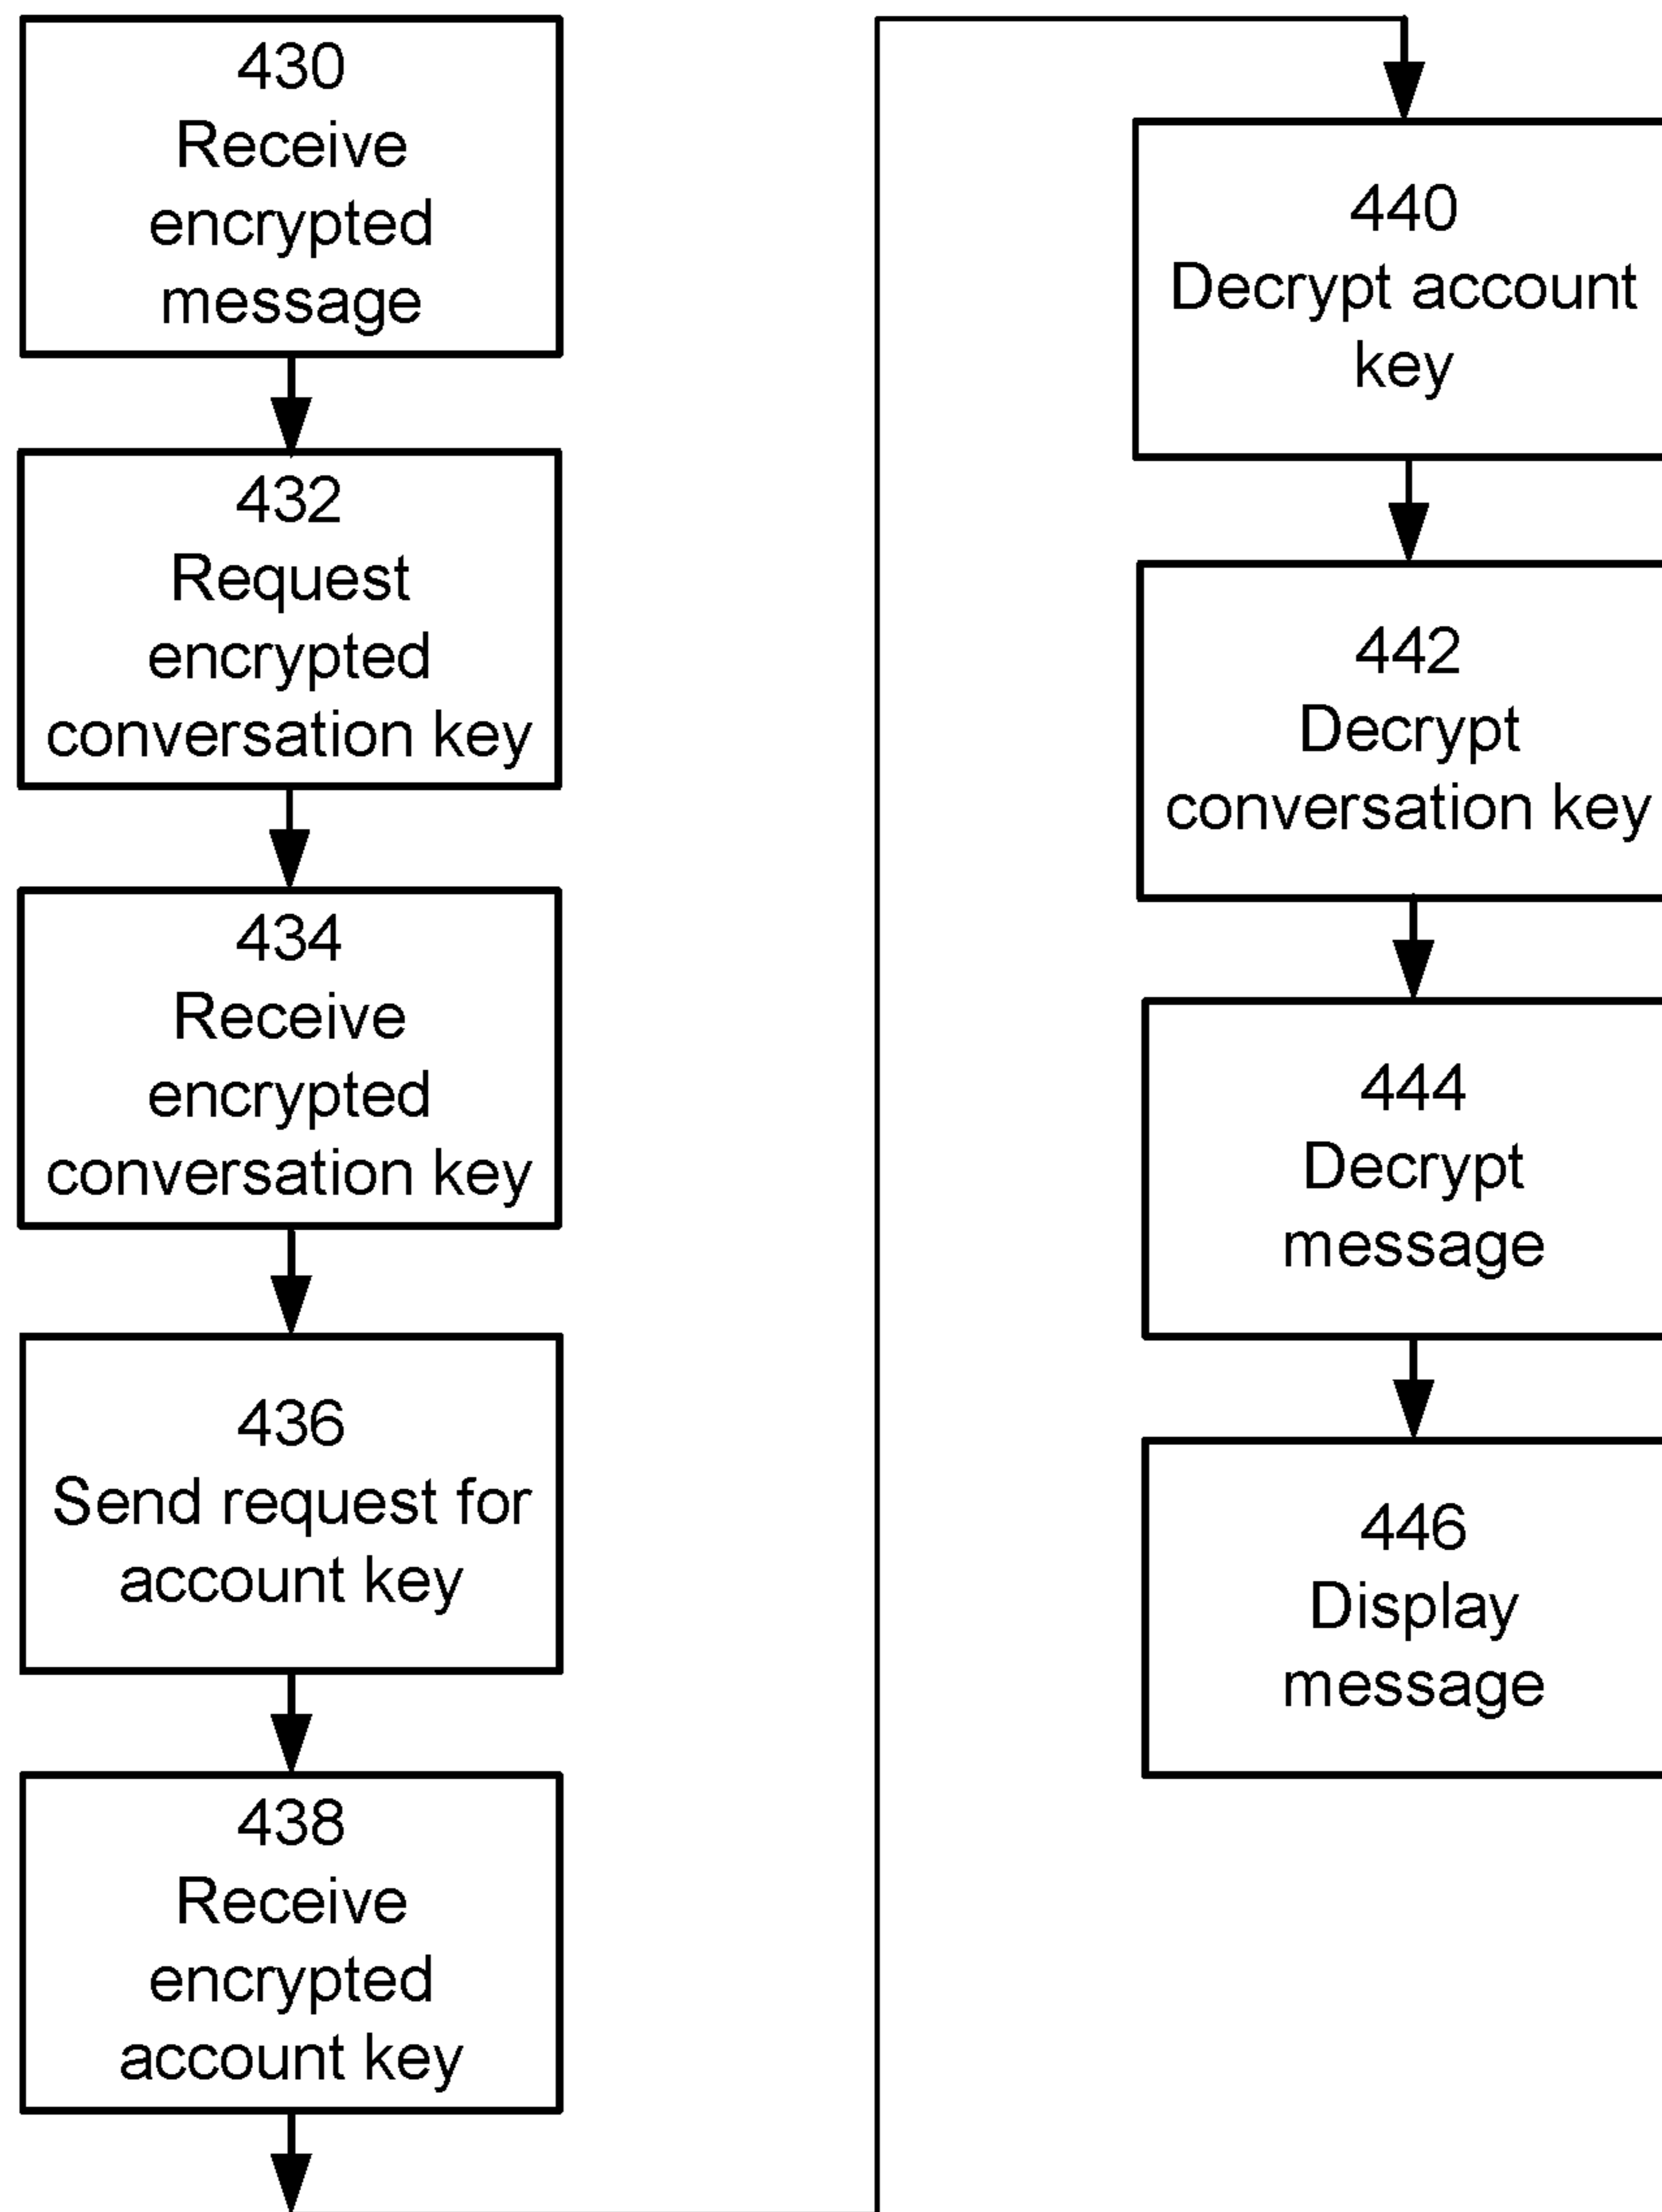 430
Receive
encrypted
message
432
Request
encrypted
conversation key
434
Receive
encrypted
conversation key
436
Send request for
account key
438
Receive
encrypted
account key
440
Decrypt account
key
442
Decrypt
conversation key
444
Decrypt
message
446
Display
message